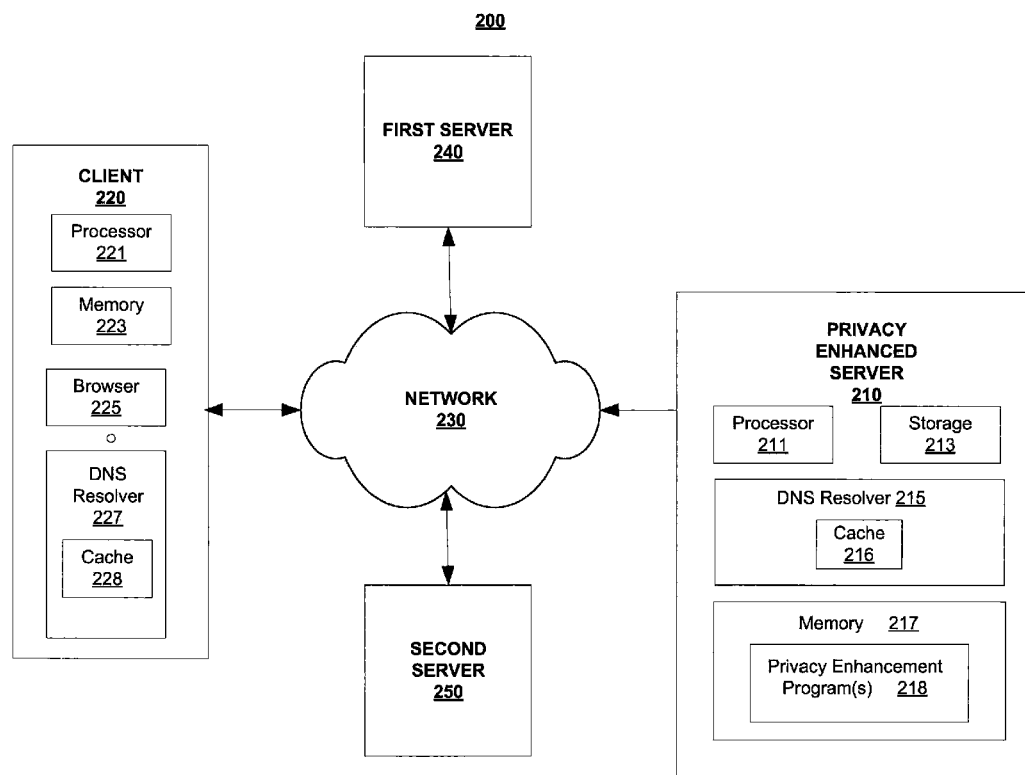 200
FIRST SERVER
240
CLIENT
220
Processor
221
Memory
223
Browser
225
DNS
Resolver
227
Cache
228
NETWORK
230
SECOND
SERVER
250
PRIVACY
ENHANCED
SERVER
210
Processor
211
Storage
213
DNS Resolver 215
Cache
216
Memory 217
Privacy Enhancement
Program(s) 218